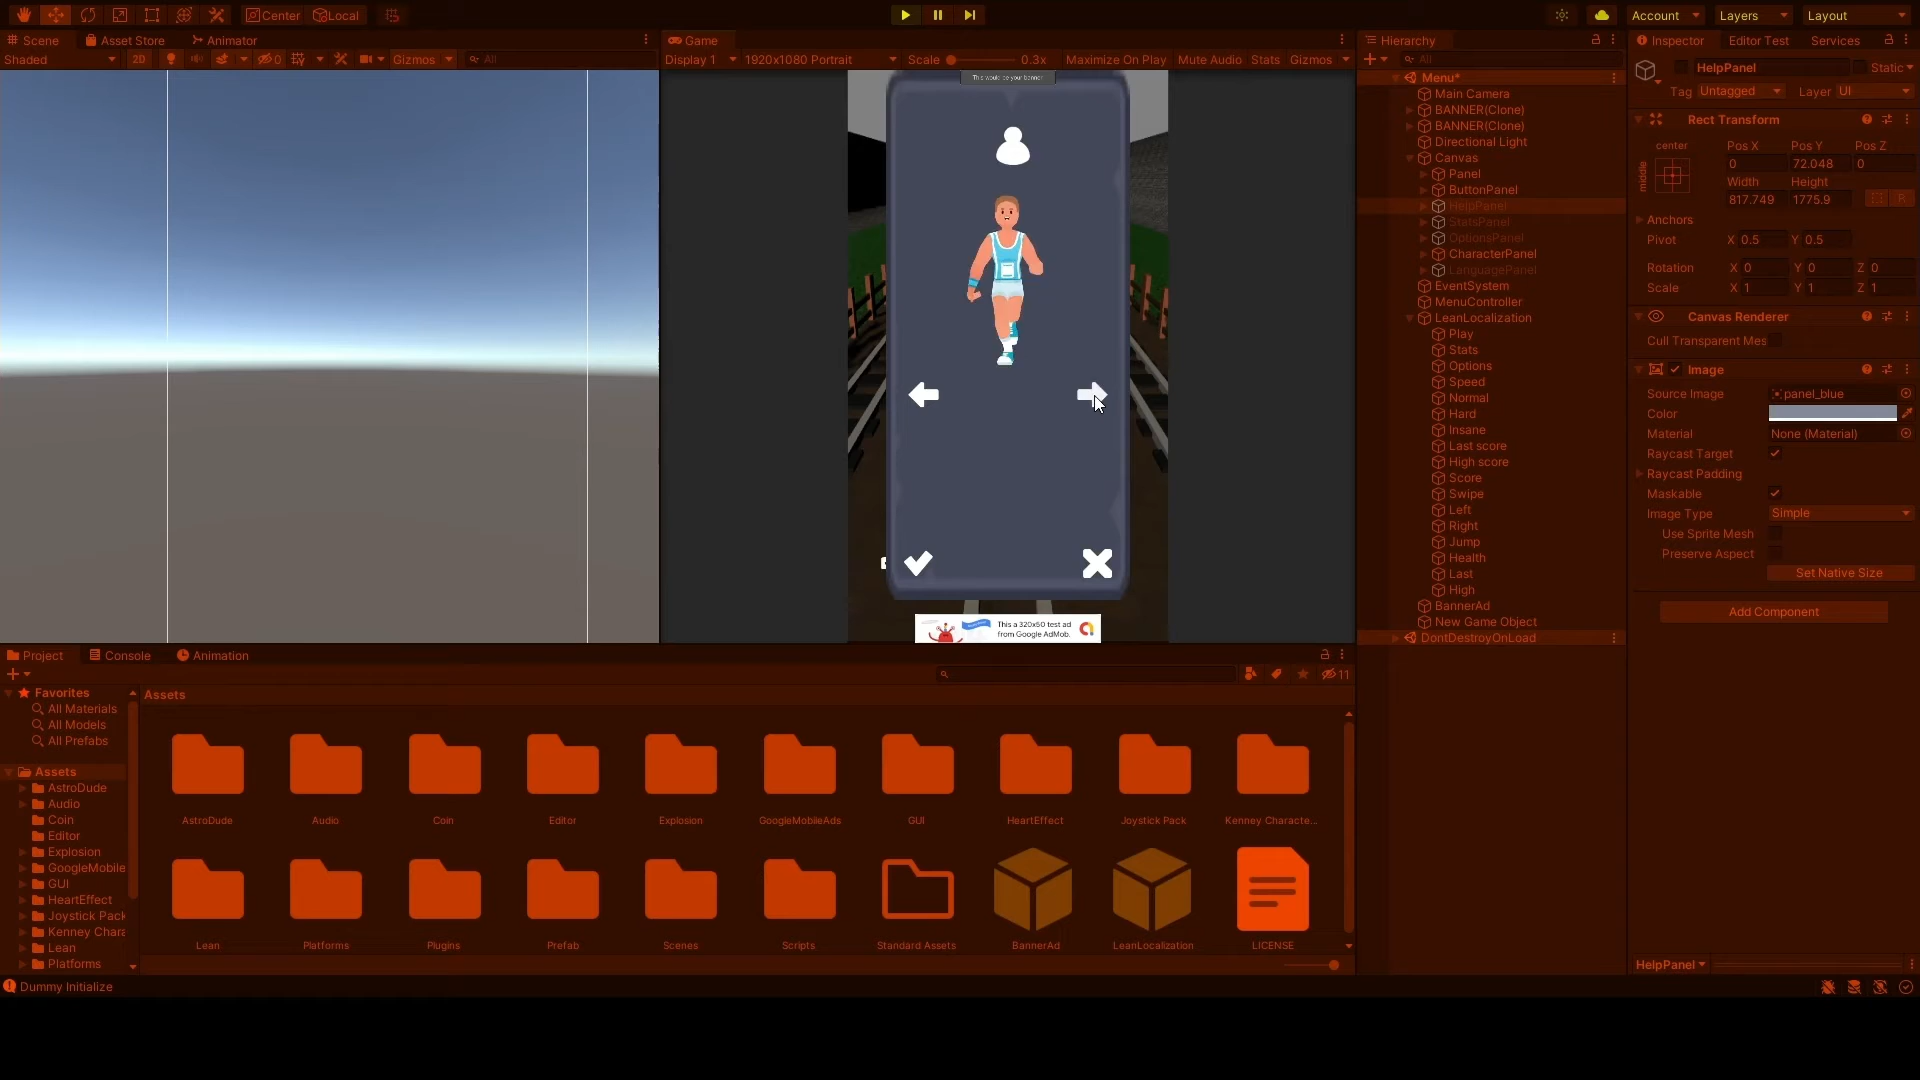 Center Local Account Layers Layout
Scene Asset Store Animator
Shaded 2D 0 Gizmos All
Game
Display 1 1920x1080 Portrait Scale 0.3x Maximize On Play Mute Audio Stats Gizmos
This would be your banner
This a 320x50 test ad
from Google AdMob.
Hierarchy
All
Menu*
Main Camera
BANNER(Clone)
BANNER(Clone)
Directional Light
Canvas
Panel
ButtonPanel
HelpPanel
StatsPanel
OptionsPanel
CharacterPanel
LanguagePanel
EventSystem
MenuController
LeanLocalization
Play
Stats
Options
Speed
Normal
Hard
Insane
Last score
High score
Score
Swipe
Left
Right
Jump
Health
Last
High
BannerAd
New Game Object
DontDestroyOnLoad
Inspector Editor Test Services
HelpPanel Static
Tag Untagged Layer UI
Rect Transform
center Pos X Pos Y Pos Z
middle 0 72.048 0
Width Height
817.749 1775.9 R
Anchors
Pivot X 0.5 Y 0.5
Rotation X 0 Y 0 Z 0
Scale X 1 Y 1 Z 1
Canvas Renderer
Cull Transparent Mes
Image
Source Image panel_blue
Color
Material None (Material)
Raycast Target
Raycast Padding
Maskable
Image Type Simple
Use Sprite Mesh
Preserve Aspect
Set Native Size
Add Component
HelpPanel
Project Console Animation
11
Favorites
All Materials
All Models
All Prefabs
Assets
AstroDude
Audio
Coin
Editor
Explosion
GoogleMobile
GUI
HeartEffect
Joystick Pack
Kenney Chara
Lean
Platforms
Assets
AstroDude Audio Coin Editor Explosion GoogleMobileAds GUI HeartEffect Joystick Pack Kenney Characte...
Lean Platforms Plugins Prefab Scenes Scripts Standard Assets BannerAd LeanLocalization LICENSE
Dummy Initialize